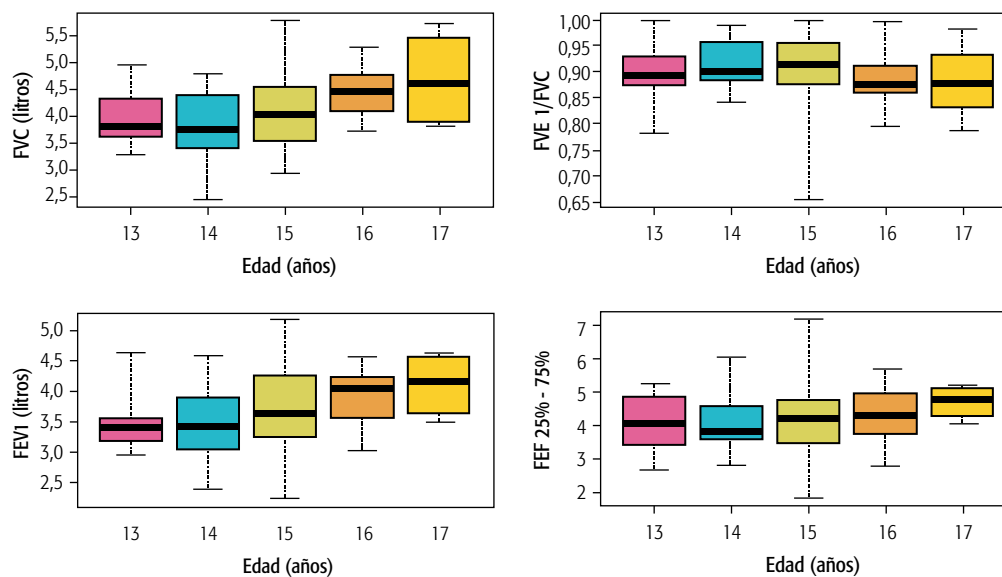 FVC (litros)
5,5
5,0
4,5
4,0
3,5
3,0
2,5
13 14 15 16 17
Edad (años)
FVE 1/FVC
1,00
0,95
0,90
0,85
0,80
0,75
0,70
0,65
13 14 15 16 17
Edad (años)
FEV1 (litros)
5,0
4,5
4,0
3,5
3,0
2,5
13 14 15 16 17
Edad (años)
FEF 25% - 75%
7
6
5
4
3
2
13 14 15 16 17
Edad (años)